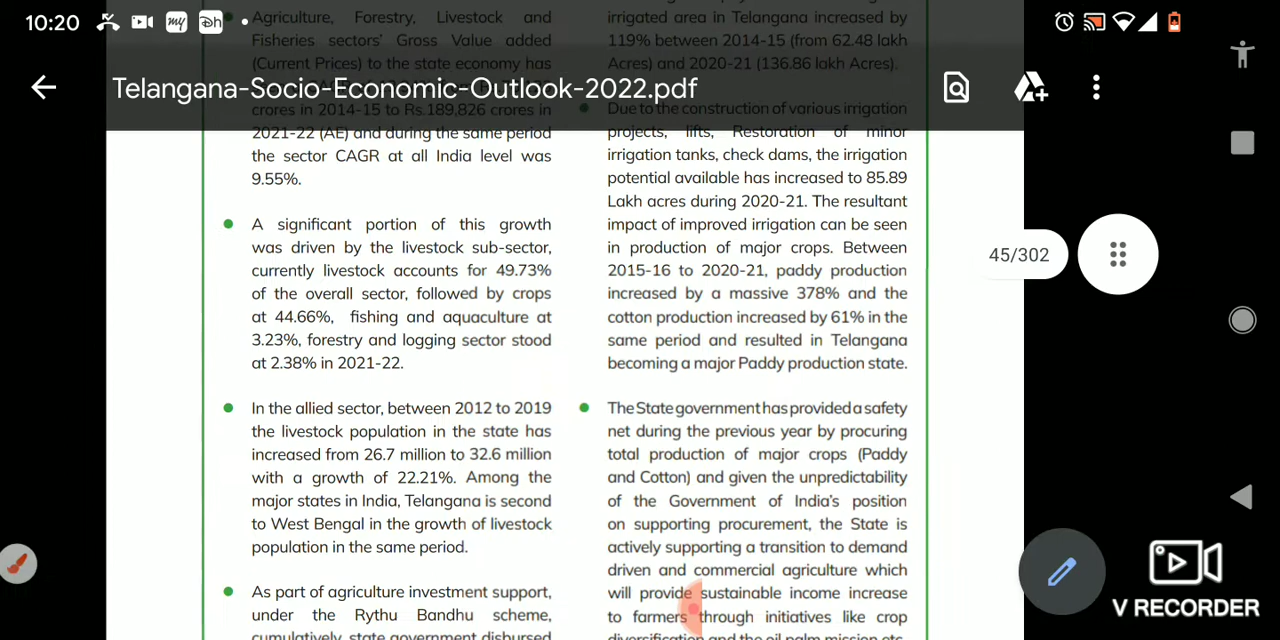 10:20
my
Dh
Telangana-Socio-Economic-Outlook-2022.pdf
Agriculture, Forestry, Livestock and
Fisheries sectors' Gross Value added
(Current Prices) to the state economy has
crores in 2014-15 to Rs.189,826 crores in
2021-22 (AE) and during the same period
the sector CAGR at all India level was
9.55%.
A significant portion of this growth
was driven by the livestock sub-sector,
currently livestock accounts for 49.73%
of the overall sector, followed by crops
at 44.66%, fishing and aquaculture at
3.23%, forestry and logging sector stood
at 2.38% in 2021-22.
In the allied sector, between 2012 to 2019
the livestock population in the state has
increased from 26.7 million to 32.6 million
with a growth of 22.21%. Among the
major states in India, Telangana is second
to West Bengal in the growth of livestock
population in the same period.
As part of agriculture investment support,
under the Rythu Bandhu scheme,
cumulatively, state government disbursed
irrigated area in Telangana increased by
119% between 2014-15 (from 62.48 lakh
Acres) and 2020-21 (136.86 lakh Acres).
Due to the construction of various irrigation
projects, lifts, Restoration of minor
irrigation tanks, check dams, the irrigation
potential available has increased to 85.89
Lakh acres during 2020-21. The resultant
impact of improved irrigation can be seen
in production of major crops. Between
2015-16 to 2020-21, paddy production
increased by a massive 378% and the
cotton production increased by 61% in the
same period and resulted in Telangana
becoming a major Paddy production state.
The State government has provided a safety
net during the previous year by procuring
total production of major crops (Paddy
and Cotton) and given the unpredictability
of the Government of India's position
on supporting procurement, the State is
actively supporting a transition to demand
driven and commercial agriculture which
will provide sustainable income increase
to farmers through initiatives like crop
diversification and the oil palm mission etc.
45/302
V RECORDER